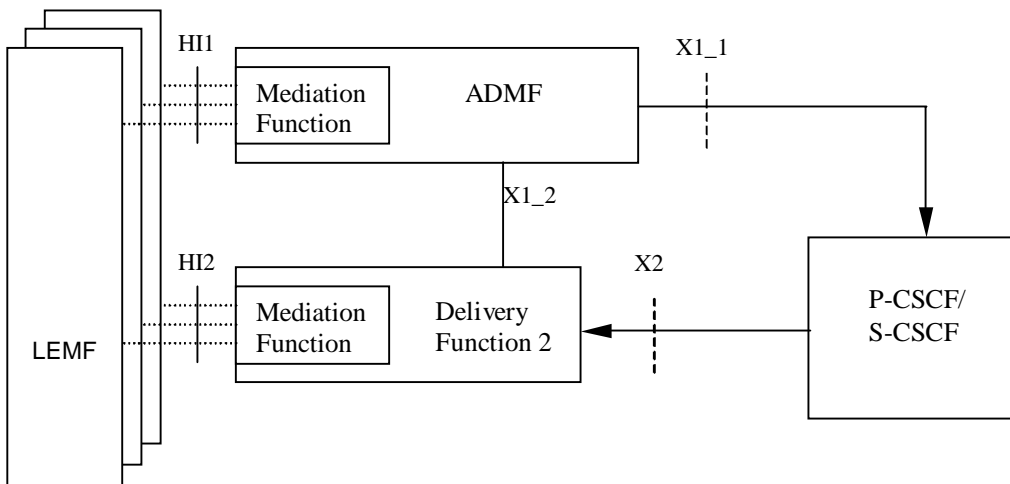 HI1
X1_1
Mediation
Function
ADMF
X1_2
HI2
X2
Mediation
Function
Delivery
Function 2
P-CSCF/
S-CSCF
LEMF